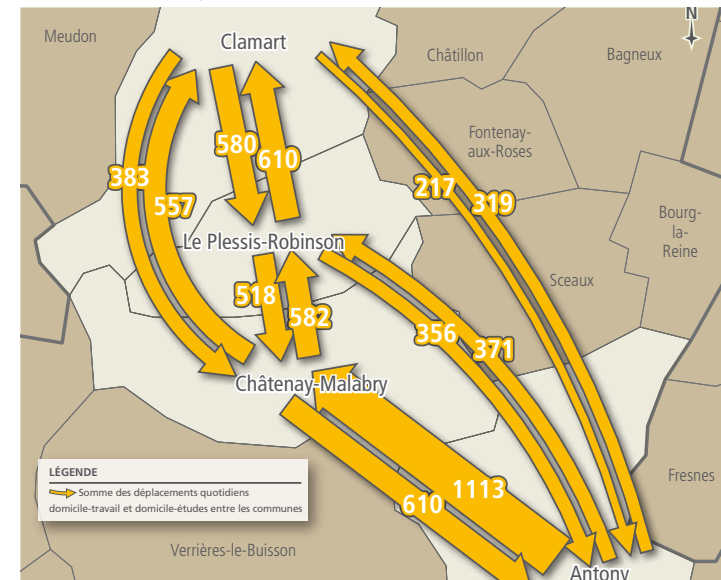 N
Meudon
Clamart
Châtillon
Bagneux
Fontenay-
aux-Roses
580
610
383
557
217
319
Bourg-
la-
Reine
Le Plessis-Robinson
Sceaux
518
582
356
371
Châtenay-Malabry
LÉGENDE
Somme des déplacements quotidiens
domicile-travail et domicile-études entre les communes
610
1113
Fresnes
Verrières-le-Buisson
Antony